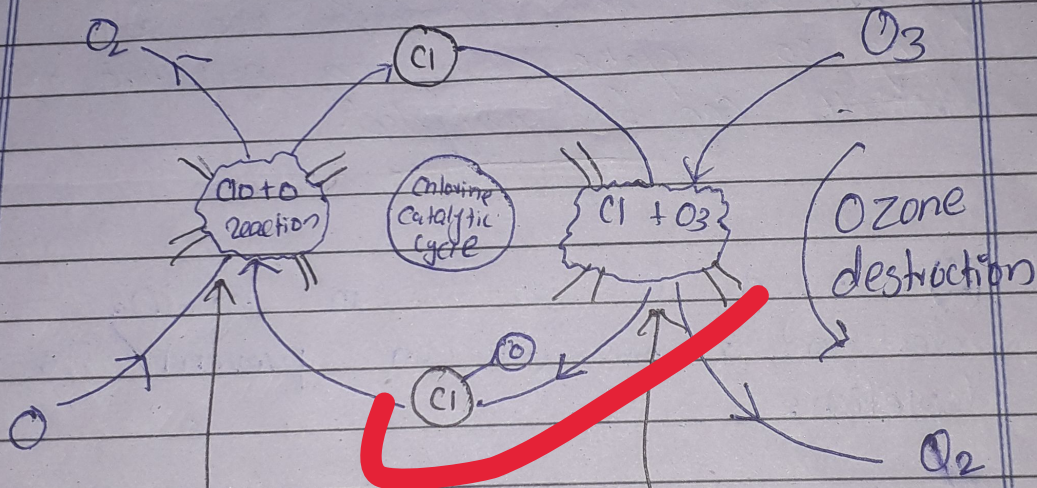 O2
Cl
O3
ClO + O
reaction
Chlorine
Catalytic
Cycle
Cl + O3
Ozone
destruction
O
Cl
O
O2